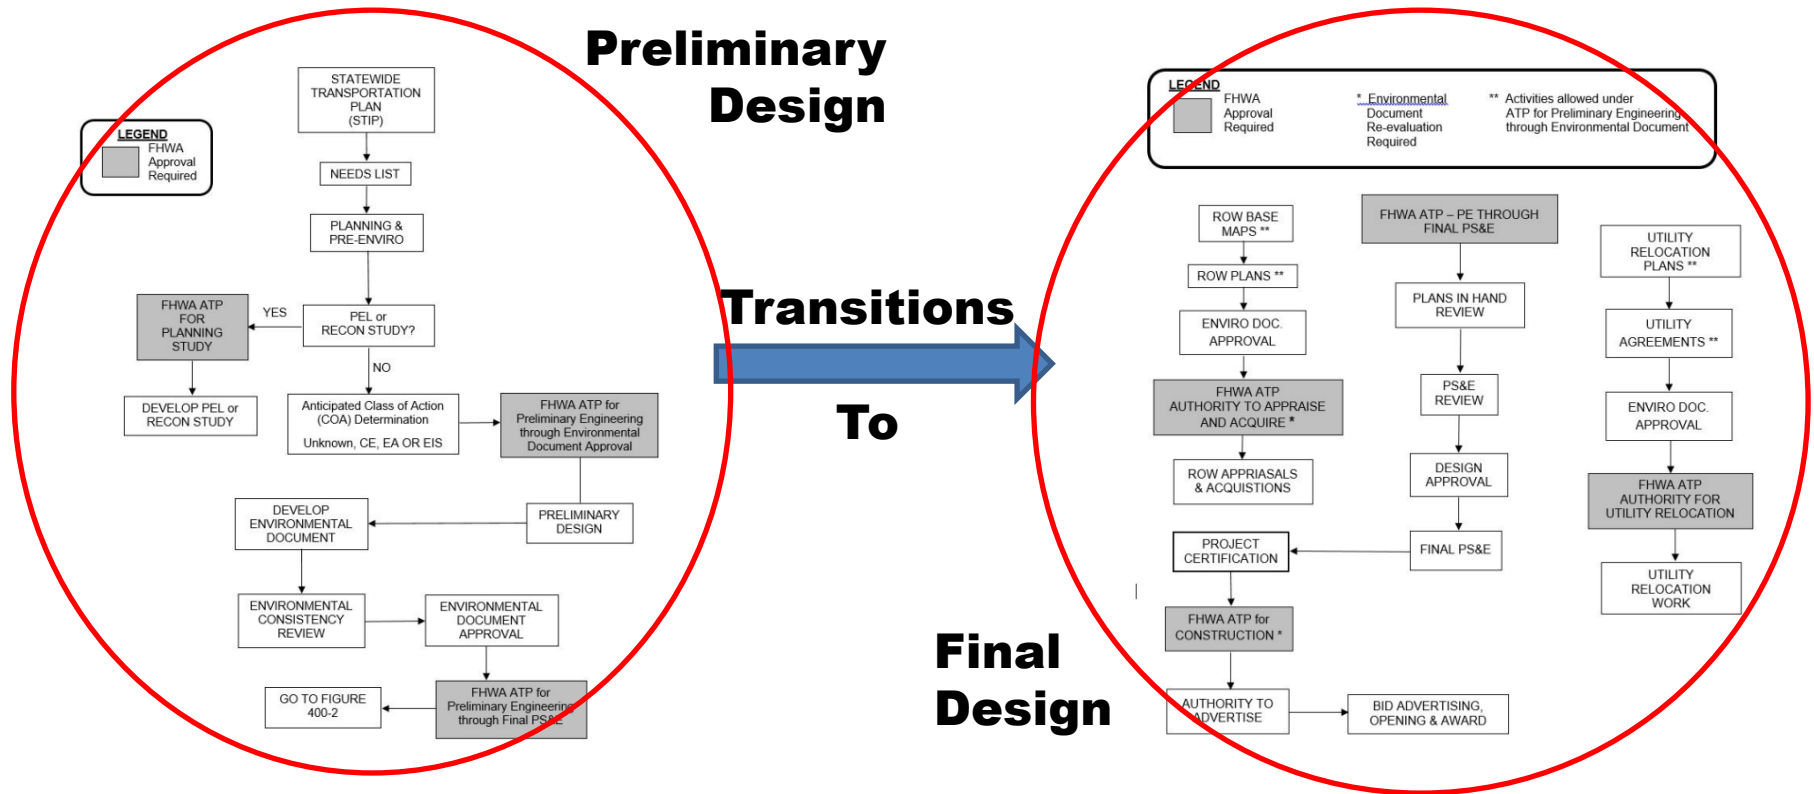 Preliminary
Design
LEGEND
FHWA
Approval
Required
STATEWIDE
TRANSPORTATION
PLAN
(STIP)
NEEDS LIST
PLANNING &
PRE-ENVIRO
FHWA ATP
FOR
PLANNING
STUDY
YES
PEL or
RECON STUDY?
NO
DEVELOP PEL or
RECON STUDY
Anticipated Class of Action
(COA) Determination
Unknown, CE, EA OR EIS
FHWA ATP for
Preliminary Engineering
through Environmental
Document Approval
DEVELOP
ENVIRONMENTAL
DOCUMENT
PRELIMINARY
DESIGN
ENVIRONMENTAL
CONSISTENCY
REVIEW
ENVIRONMENTAL
DOCUMENT
APPROVAL
GO TO FIGURE
400-2
FHWA ATP for
Preliminary Engineering
through Final PS&E
Transitions
To
Final
Design
LEGEND
FHWA
Approval
Required
* Environmental
Document
Re-evaluation
Required
** Activities allowed under
ATP for Preliminary Engineering
through Environmental Document
ROW BASE
MAPS **
ROW PLANS **
ENVIRO DOC.
APPROVAL
FHWA ATP
AUTHORITY TO APPRAISE
AND ACQUIRE *
ROW APPRIASALS
& ACQUISTIONS
FHWA ATP – PE THROUGH
FINAL PS&E
PLANS IN HAND
REVIEW
PS&E
REVIEW
DESIGN
APPROVAL
FINAL PS&E
PROJECT
CERTIFICATION
FHWA ATP for
CONSTRUCTION *
AUTHORITY TO
ADVERTISE
BID ADVERTISING,
OPENING & AWARD
UTILITY
RELOCATION
PLANS **
UTILITY
AGREEMENTS **
ENVIRO DOC.
APPROVAL
FHWA ATP
AUTHORITY FOR
UTILITY RELOCATION
UTILITY
RELOCATION
WORK